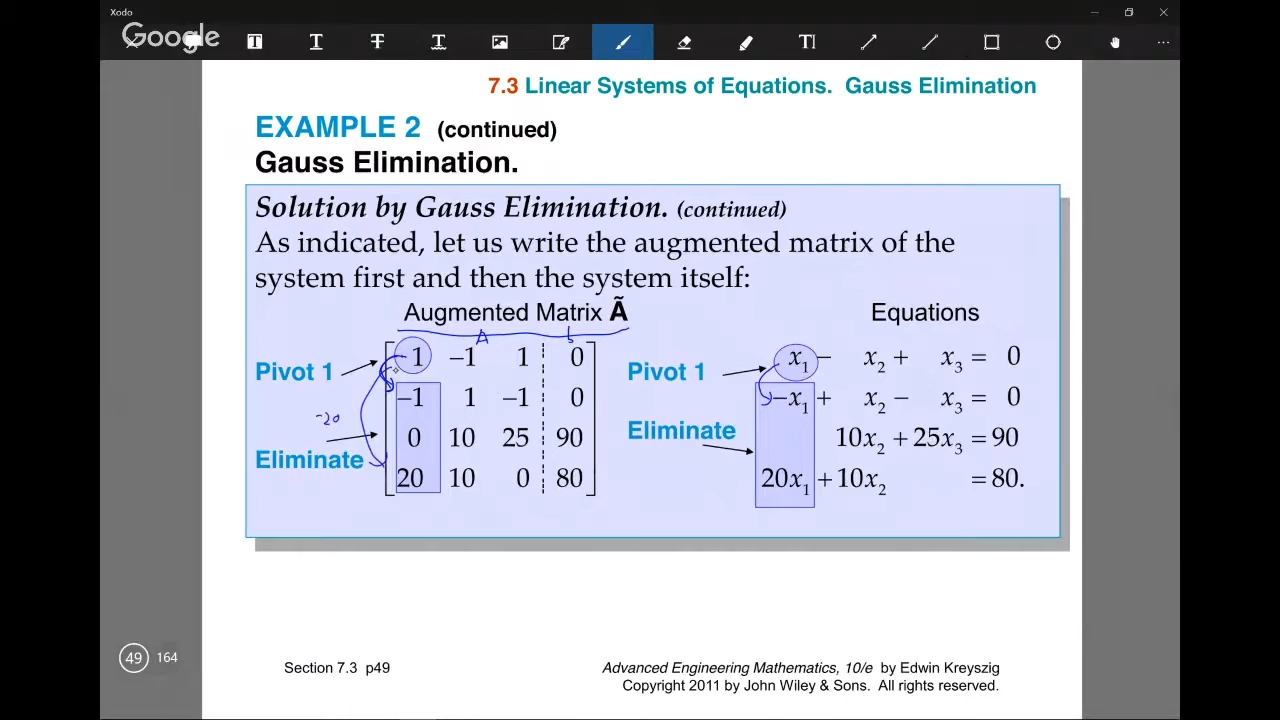 Xodo
Google
7.3 Linear Systems of Equations. Gauss Elimination
EXAMPLE 2 (continued)
Gauss Elimination.
Solution by Gauss Elimination. (continued)
As indicated, let us write the augmented matrix of the
system first and then the system itself:
Augmented Matrix Ã
A b
Equations
Pivot 1
1 –1 1 0
–1 1 –1 0
0 10 25 90
20 10 0 80
-20
Eliminate
Pivot 1
x₁ − x₂ + x₃ = 0
−x₁ + x₂ − x₃ = 0
Eliminate
10x₂ + 25x₃ = 90
20x₁ + 10x₂ = 80.
49 164
Section 7.3 p49
Advanced Engineering Mathematics, 10/e by Edwin Kreyszig
Copyright 2011 by John Wiley & Sons. All rights reserved.